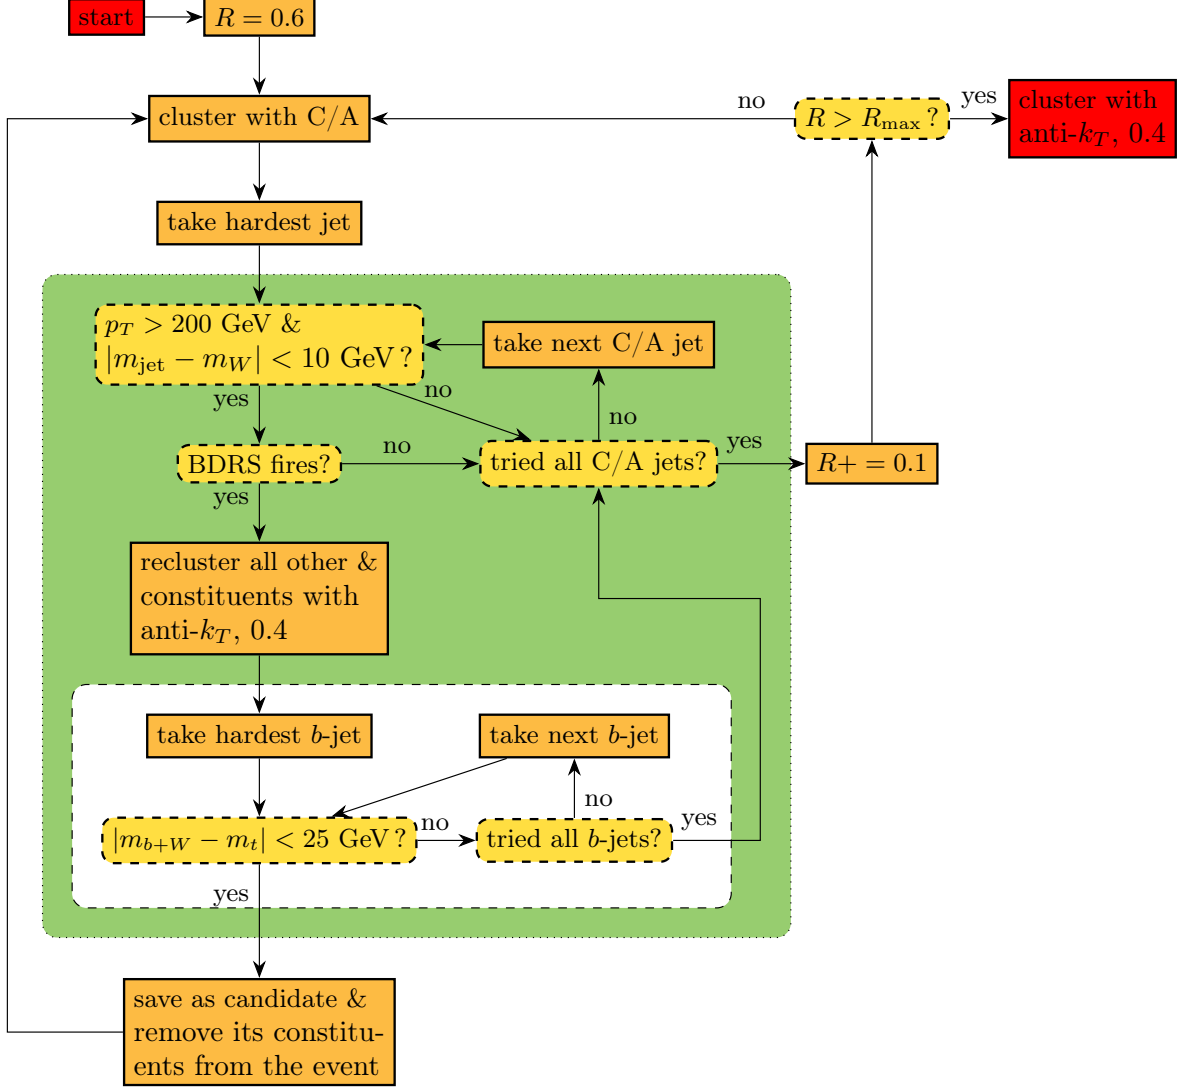 start
R = 0.6
cluster with C/A
no
R > R_max ?
yes
cluster with
anti-k_T, 0.4
take hardest jet
p_T > 200 GeV &
|m_jet − m_W| < 10 GeV ?
take next C/A jet
yes
no
no
BDRS fires?
no
tried all C/A jets?
yes
R+ = 0.1
yes
recluster all other &
constituents with
anti-k_T, 0.4
take hardest b-jet
take next b-jet
no
|m_{b+W} − m_t| < 25 GeV ?
no
tried all b-jets?
yes
yes
save as candidate &
remove its constitu-
ents from the event